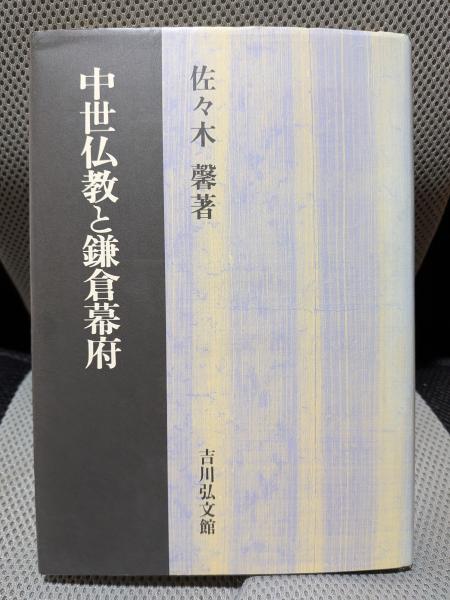 佐々木 馨著
中世仏教と鎌倉幕府
吉川弘文館